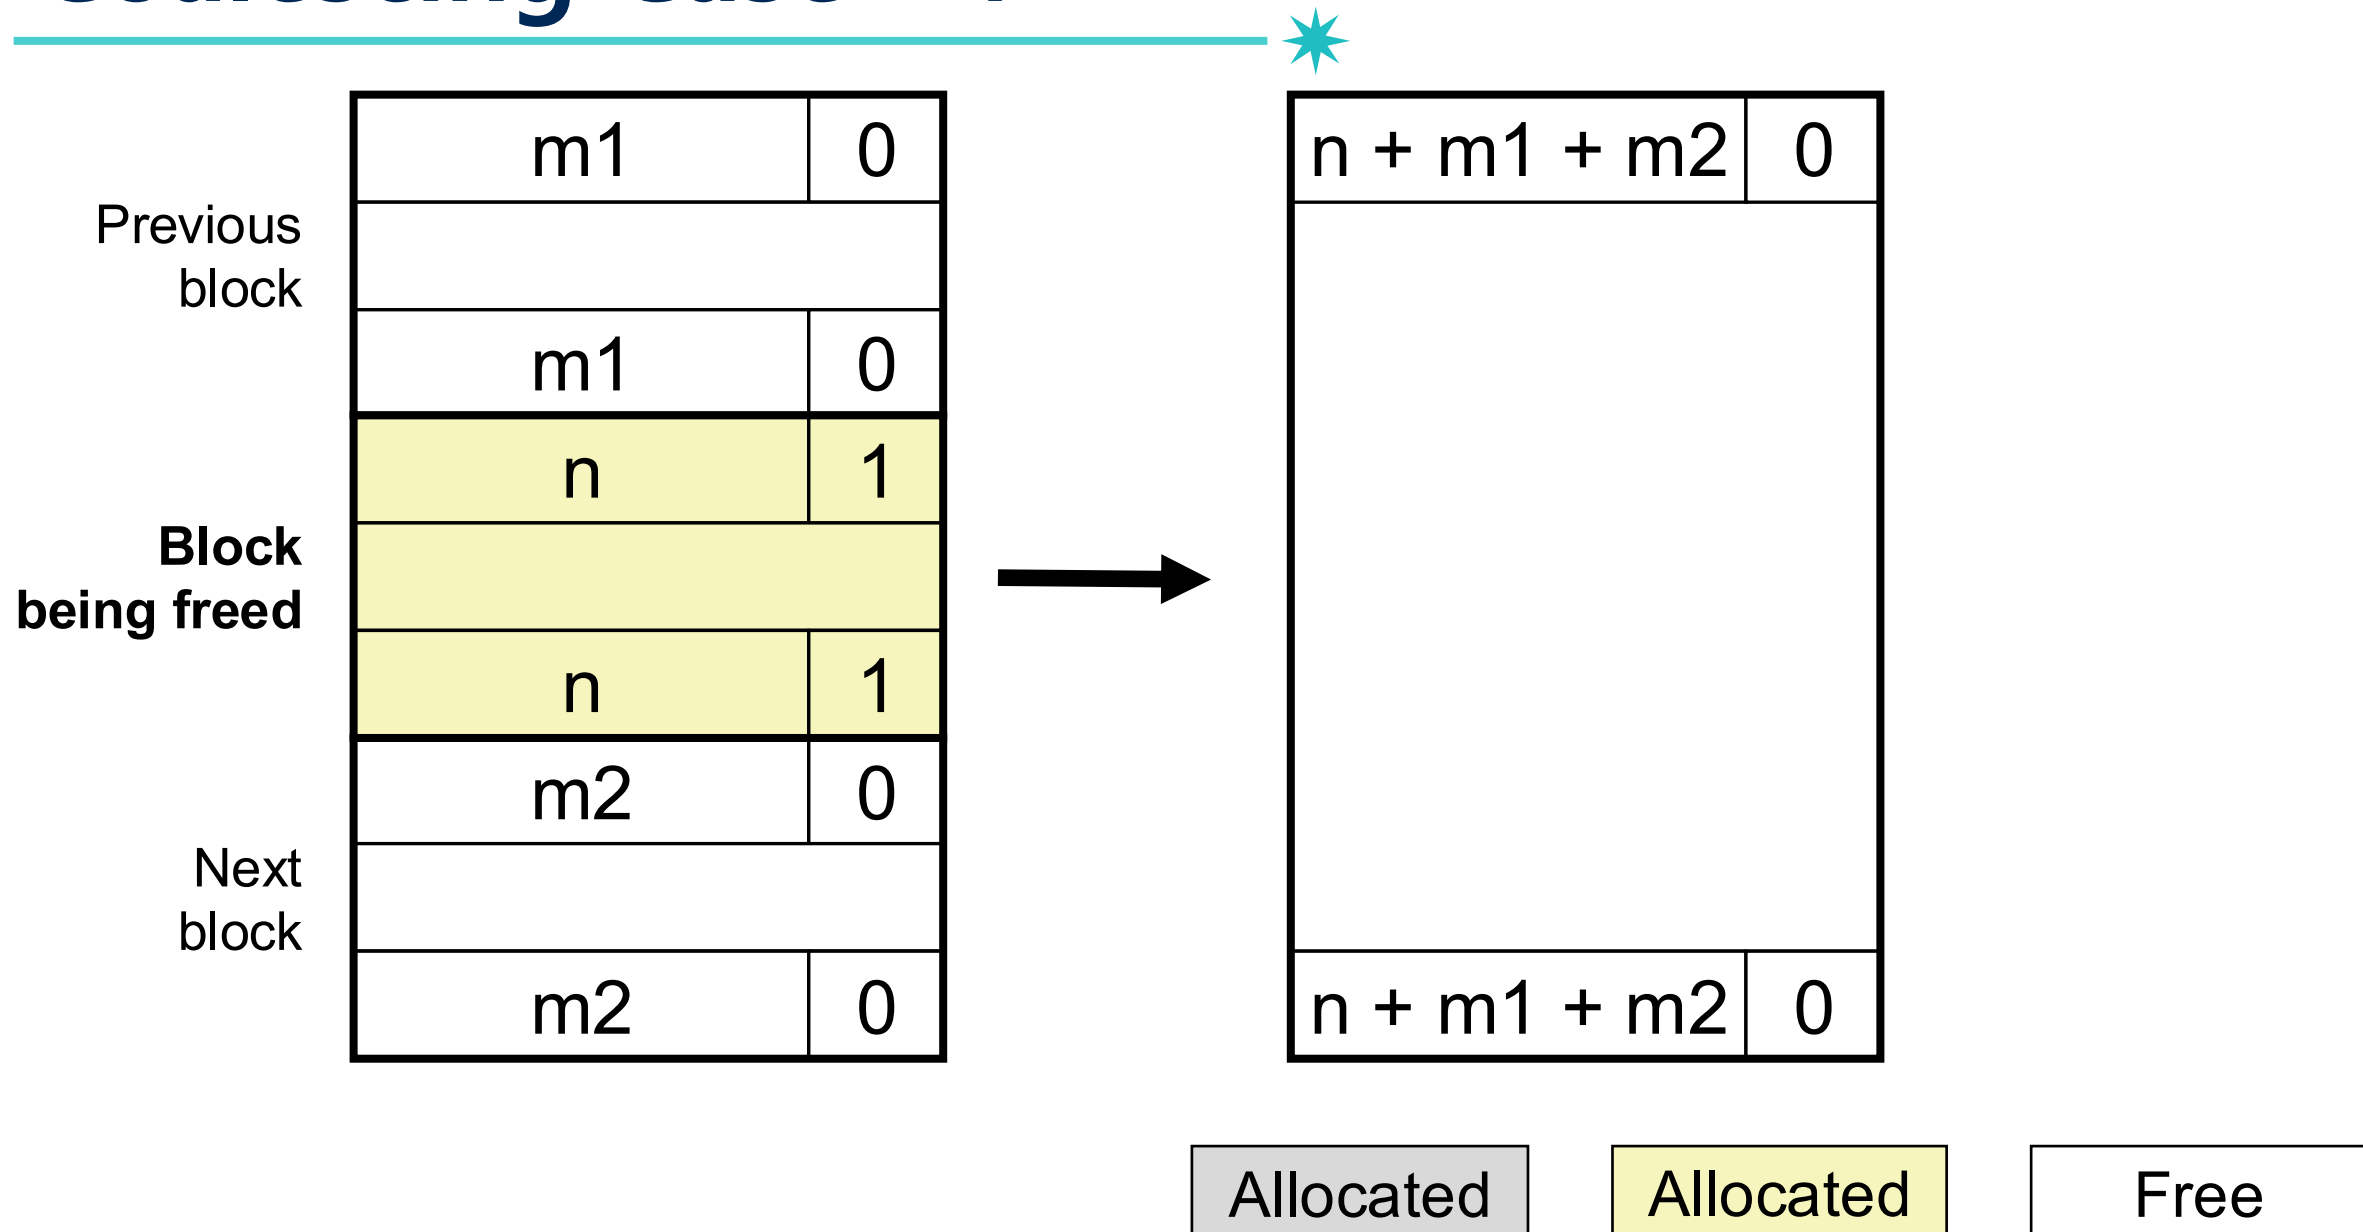 m1 0
Previous
block
m1 0
n 1
Block
being freed
n 1
m2 0
Next
block
m2 0
n + m1 + m2 0
n + m1 + m2 0
Allocated
Allocated
Free